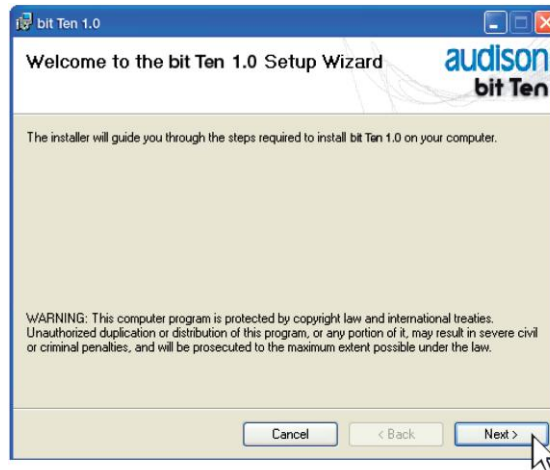 bit Ten 1.0
Welcome to the bit Ten 1.0 Setup Wizard
audison
bit Ten
The installer will guide you through the steps required to install bit Ten 1.0 on your computer.
WARNING: This computer program is protected by copyright law and international treaties.
Unauthorized duplication or distribution of this program, or any portion of it, may result in severe civil
or criminal penalties, and will be prosecuted to the maximum extent possible under the law.
Cancel
< Back
Next >